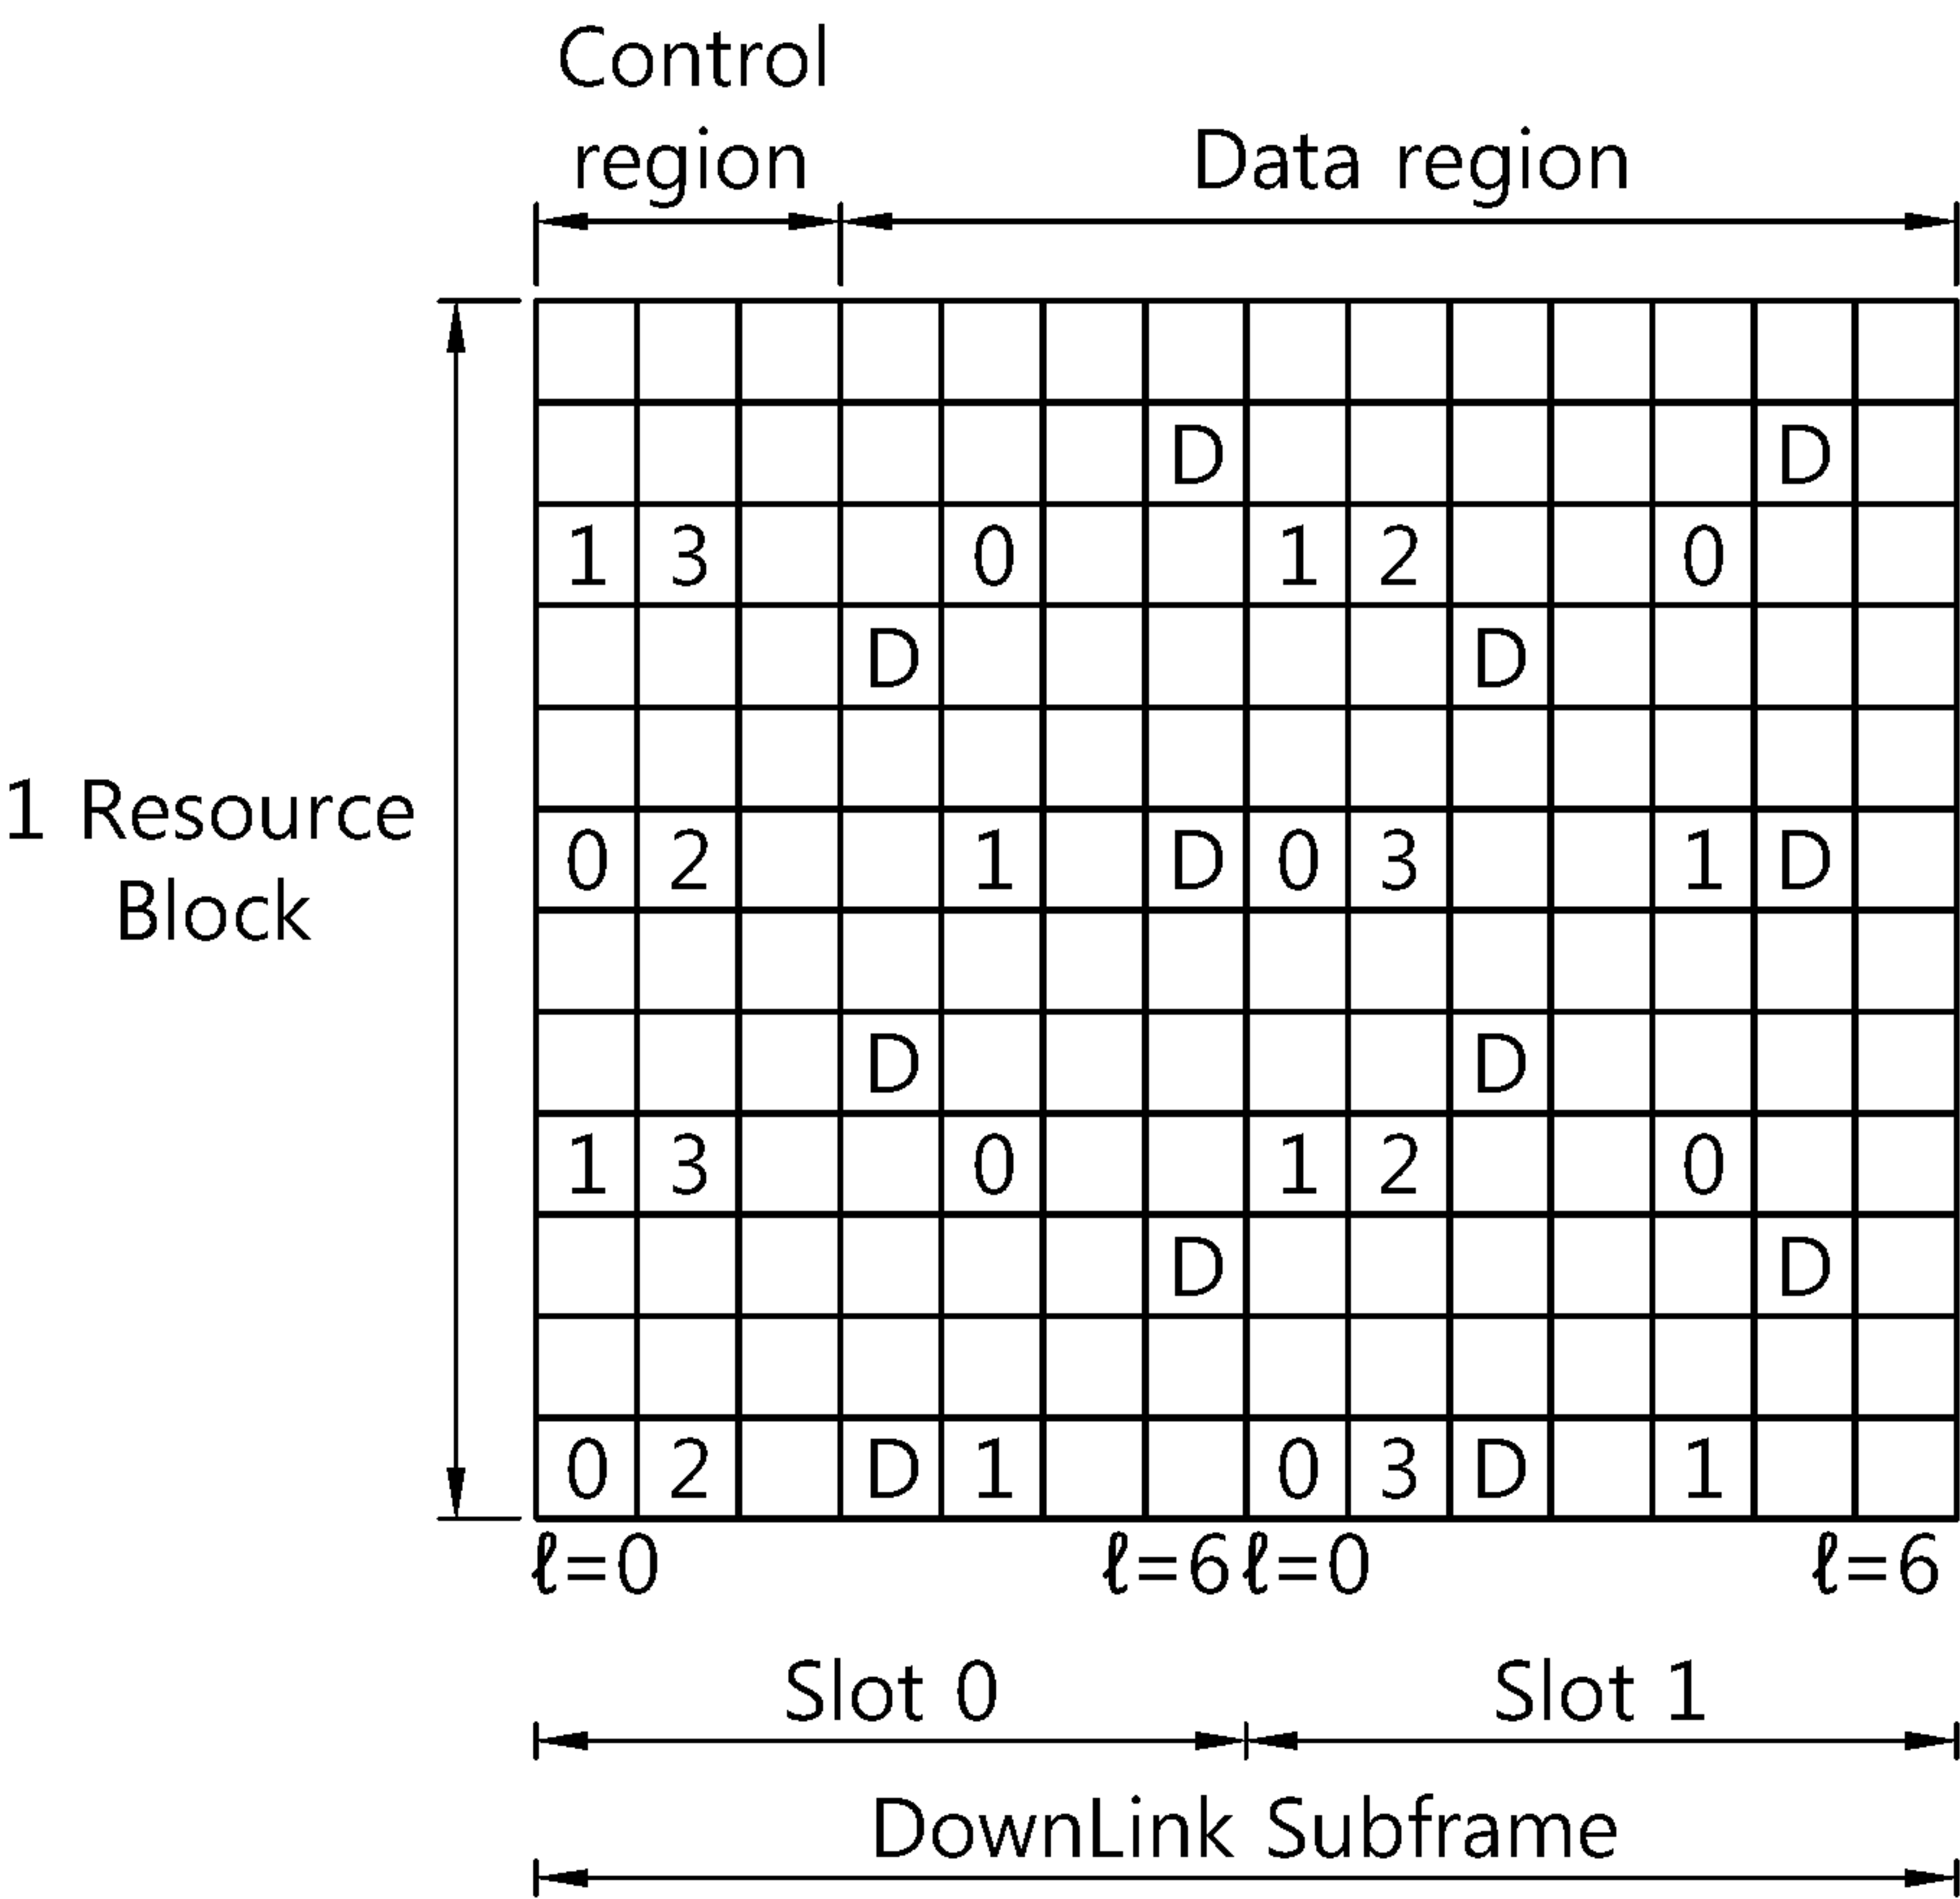 Control
region
Data region
D D
1 3 0 1 2 0
D D
1 Resource
Block
0 2 1 D 0 3 1 D
D D
1 3 0 1 2 0
D D
0 2 D 1 0 3 D 1
ℓ=0 ℓ=6 ℓ=0 ℓ=6
Slot 0 Slot 1
DownLink Subframe